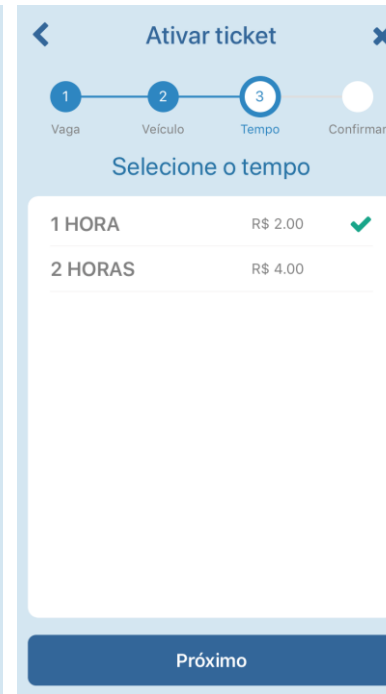 Ativar ticket
1 2 3
Vaga Veículo Tempo Confirmar
Selecione o tempo
1 HORA R$ 2.00
2 HORAS R$ 4.00
Próximo